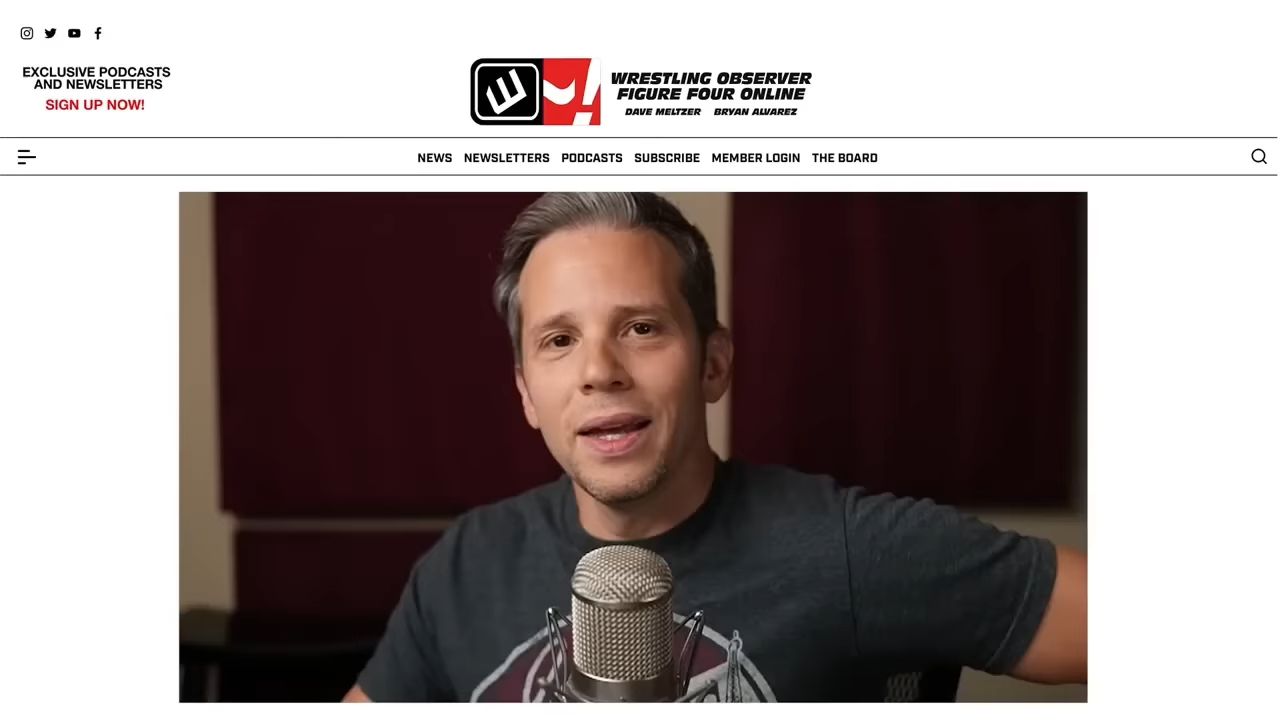 EXCLUSIVE PODCASTS
AND NEWSLETTERS
SIGN UP NOW!
WRESTLING OBSERVER
FIGURE FOUR ONLINE
DAVE MELTZER BRYAN ALVAREZ
NEWS NEWSLETTERS PODCASTS SUBSCRIBE MEMBER LOGIN THE BOARD